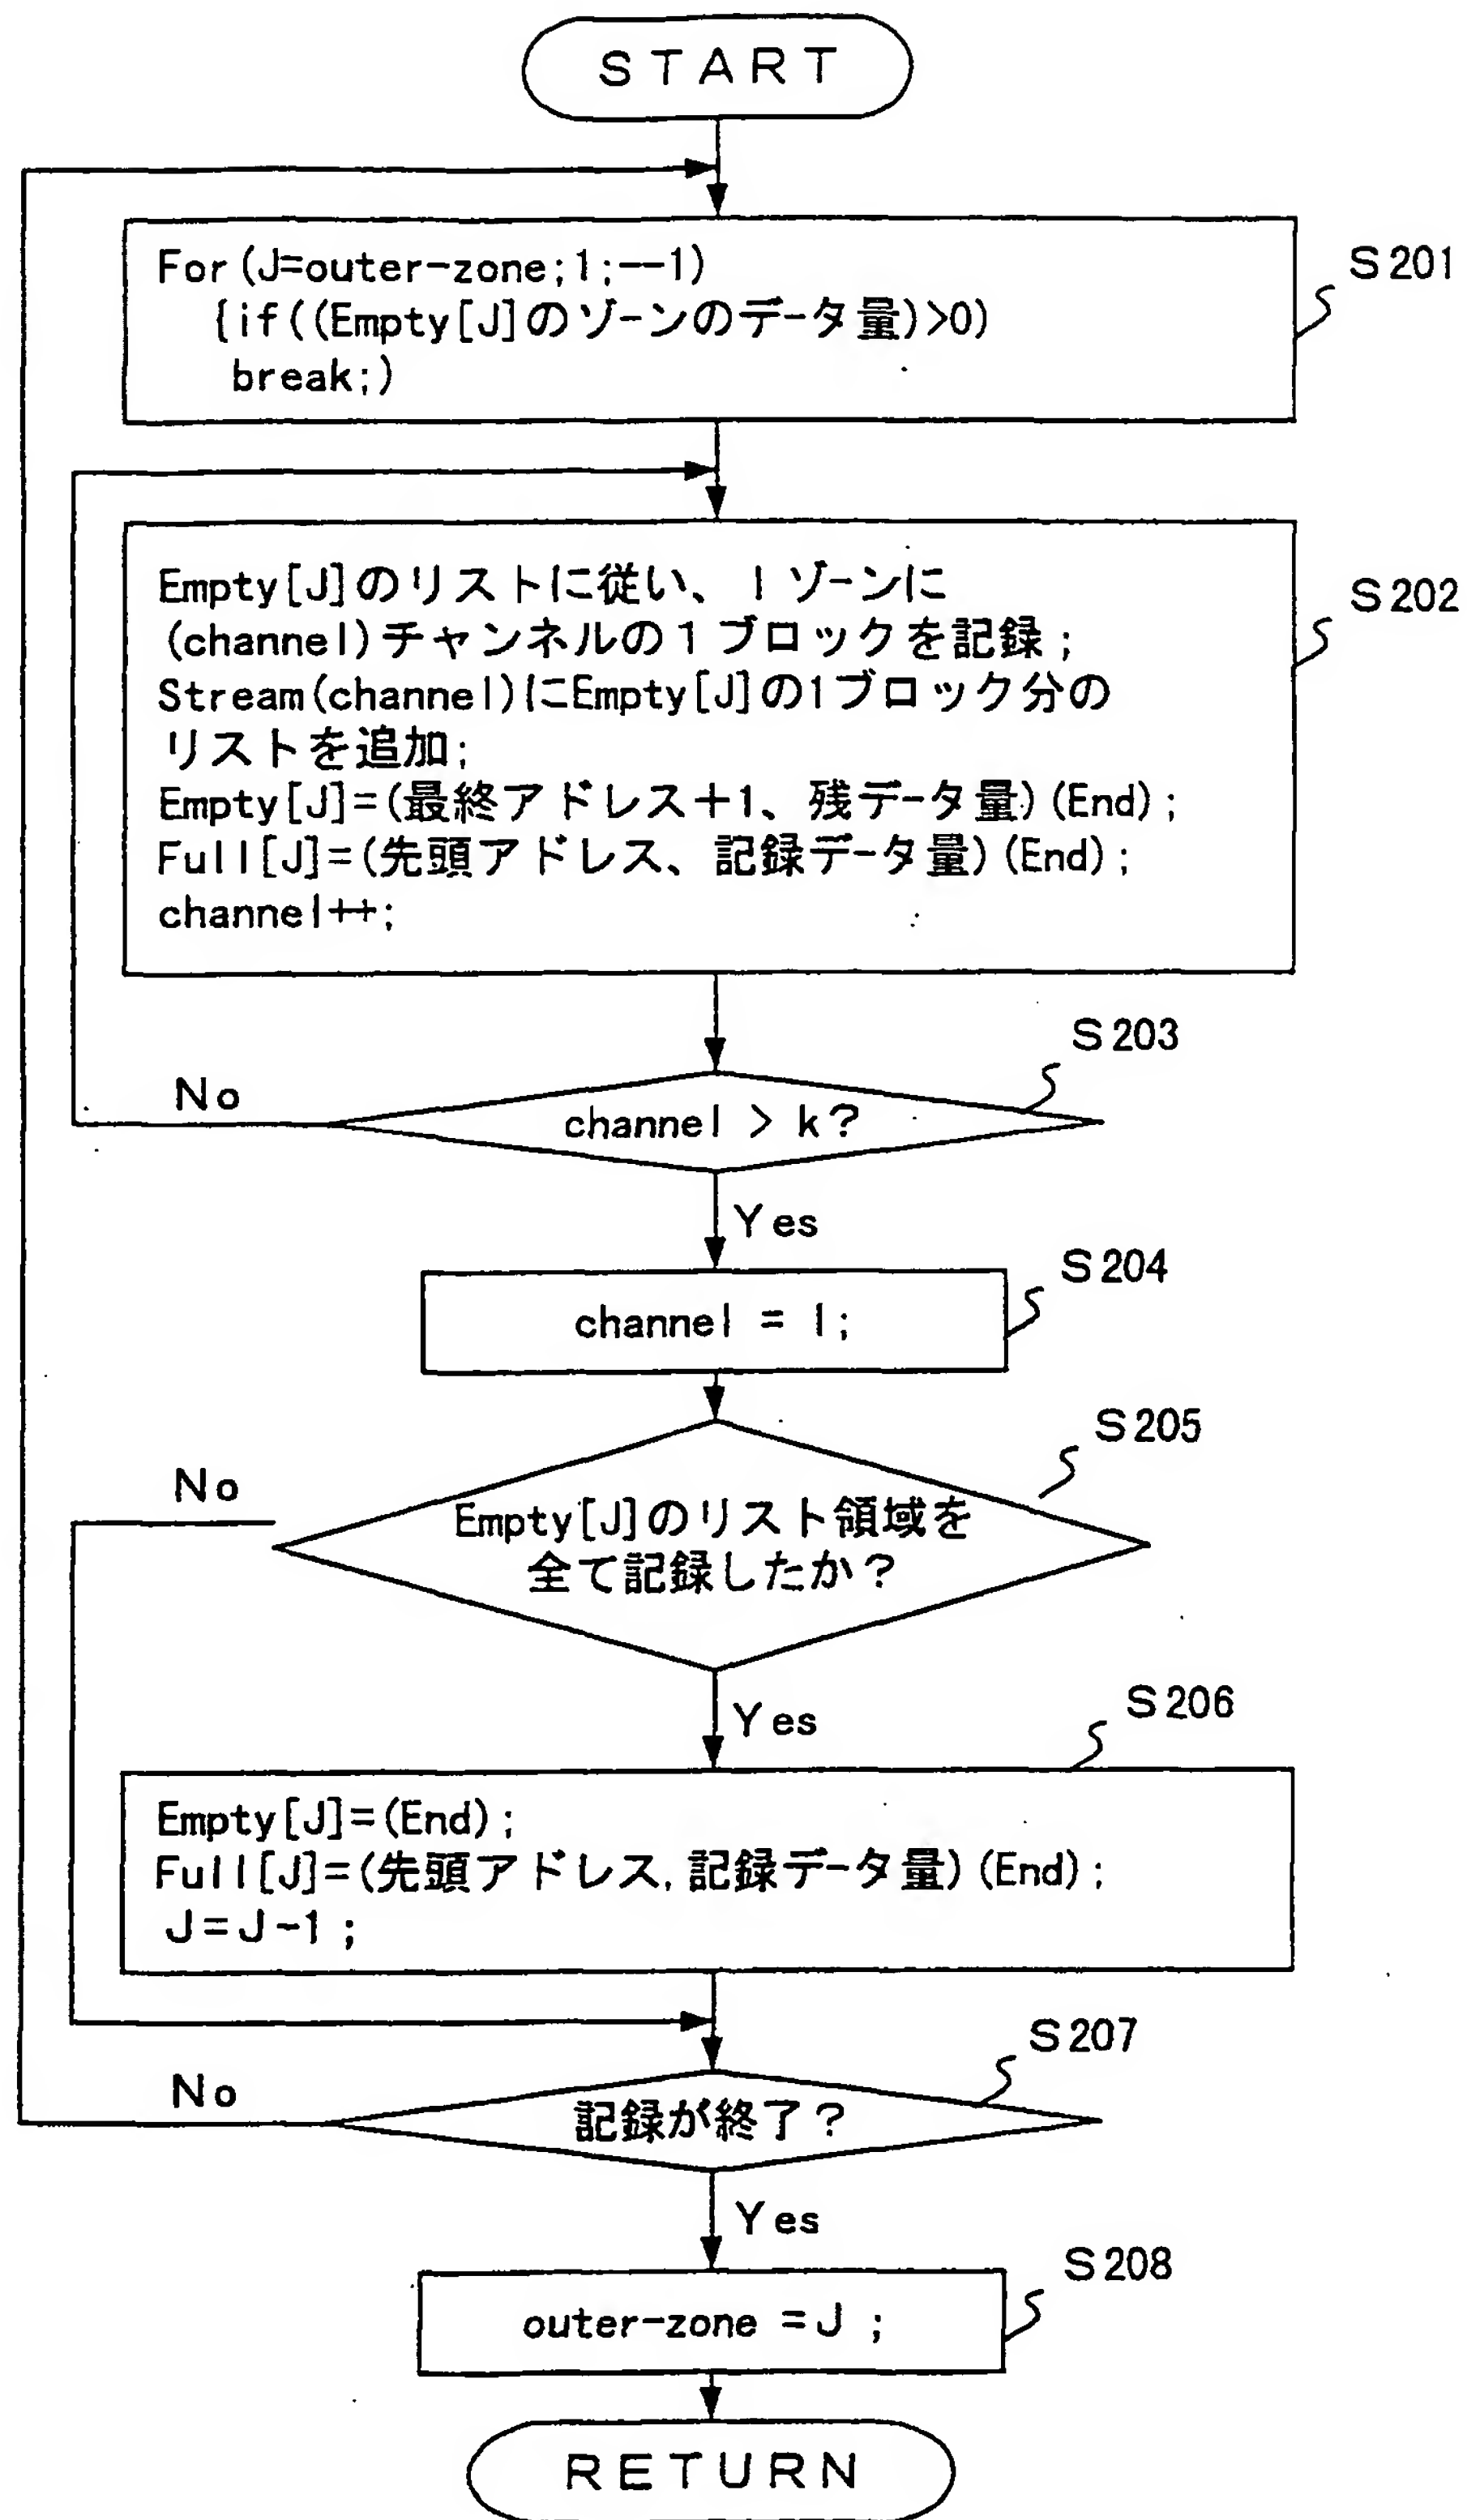 START
For(J=outer-zone;1;--1)
S201
{if((Empty[J]のゾーンのデータ量)>0)
break;)
Empty[J]のリストに従い、Iゾーンに
S202
(channel)チャンネルの1ブロックを記録;
Stream(channel)にEmpty[J]の1ブロック分の
リストを追加;
Empty[J]=(最終アドレス+1、残データ量)(End);
Full[J]=(先頭アドレス、記録データ量)(End);
channel++;
S203
No
channel > k?
Yes
S204
channel = 1;
S205
No
Empty[J]のリスト領域を
全て記録したか?
Yes
S206
Empty[J]=(End);
Full[J]=(先頭アドレス,記録データ量)(End);
J=J-1;
S207
No
記録が終了?
Yes
S208
outer-zone =J;
RETURN